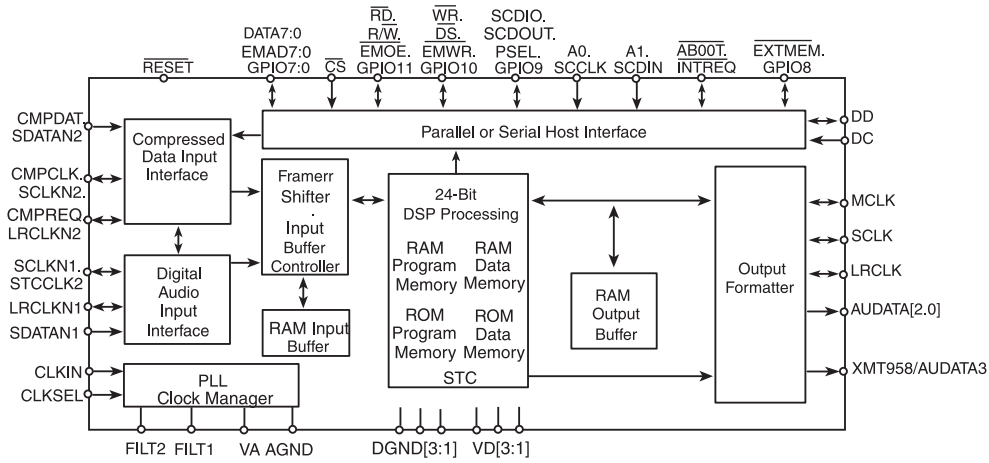 RD. WR. SCDIO.
DATA7:0 R/W. DS. SCDOUT.
EMAD7:0 EMOE. EMWR. PSEL. A0. A1. AB00T. EXTMEM.
RESET GPIO7:0 CS GPIO11 GPIO10 GPIO9 SCCLK SCDIN INTREQ GPIO8
CMPDAT.
SDATAN2
CMPCLK.
SCLKN2.
CMPREQ.
LRCLKN2
SCLKN1.
STCCLK2
LRCLKN1
SDATAN1
CLKIN
CLKSEL
Compressed
Data Input
Interface
Digital
Audio
Input
Interface
PLL
Clock Manager
Framerr
Shifter
.
Input
Buffer
Controller
RAM Input
Buffer
Parallel or Serial Host Interface
24-Bit
DSP Processing
RAM RAM
Program Data
Memory Memory
ROM ROM
Program Data
Memory Memory
STC
RAM
Output
Buffer
Output
Formatter
DD
DC
MCLK
SCLK
LRCLK
AUDATA[2.0]
XMT958/AUDATA3
FILT2 FILT1 VA AGND DGND[3:1] VD[3:1]